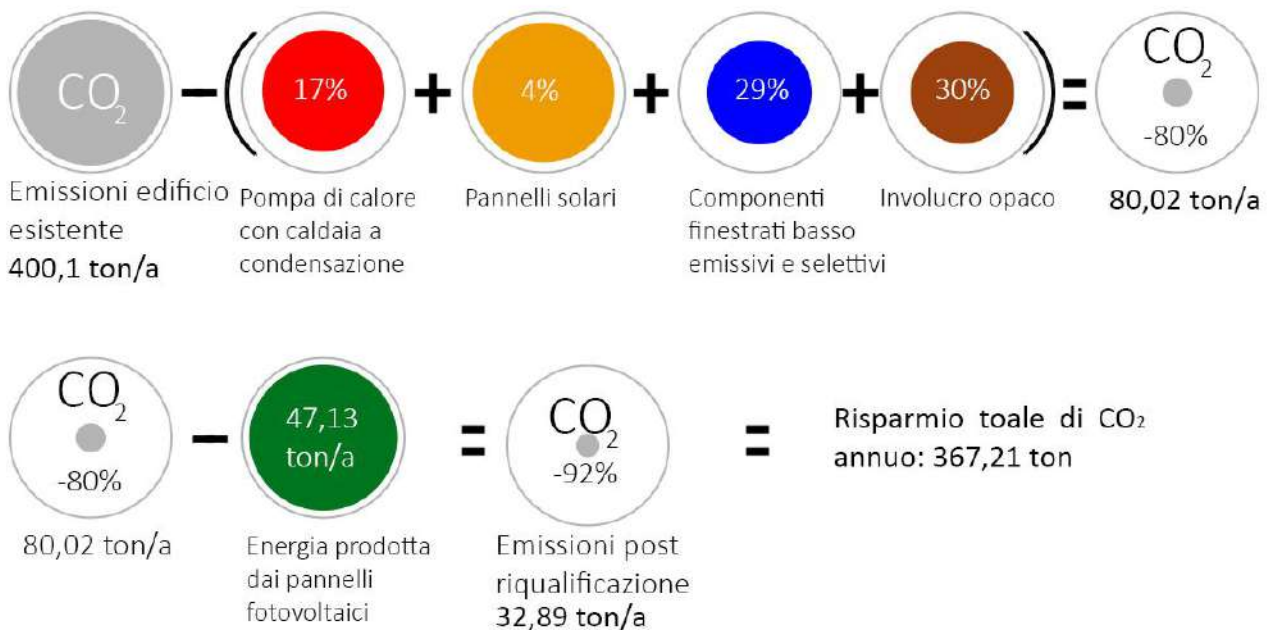 CO2
-
(
17%
+
4%
+
29%
+
30%
)
=
CO2
-80%
Emissioni edificio
esistente
400,1 ton/a
Pompa di calore
con caldaia a
condensazione
Pannelli solari
Componenti
finestrati basso
emissivi e selettivi
Involucro opaco
80,02 ton/a
CO2
-80%
-
47,13
ton/a
=
CO2
-92%
=
Risparmio toale di CO2
annuo: 367,21 ton
80,02 ton/a
Energia prodotta
dai pannelli
fotovoltaici
Emissioni post
riqualificazione
32,89 ton/a